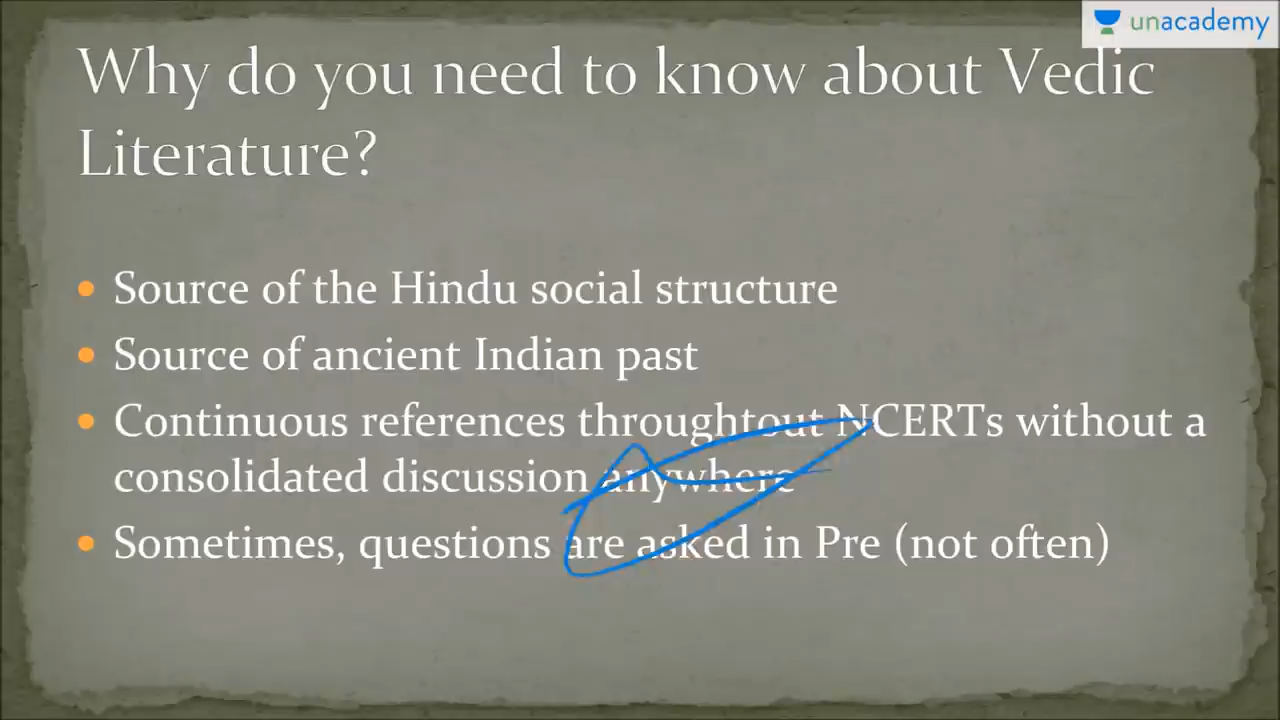 unacademy
Why do you need to know about Vedic
Literature?
• Source of the Hindu social structure
• Source of ancient Indian past
• Continuous references throughtout NCERTs without a
consolidated discussion anywhere
• Sometimes, questions are asked in Pre (not often)